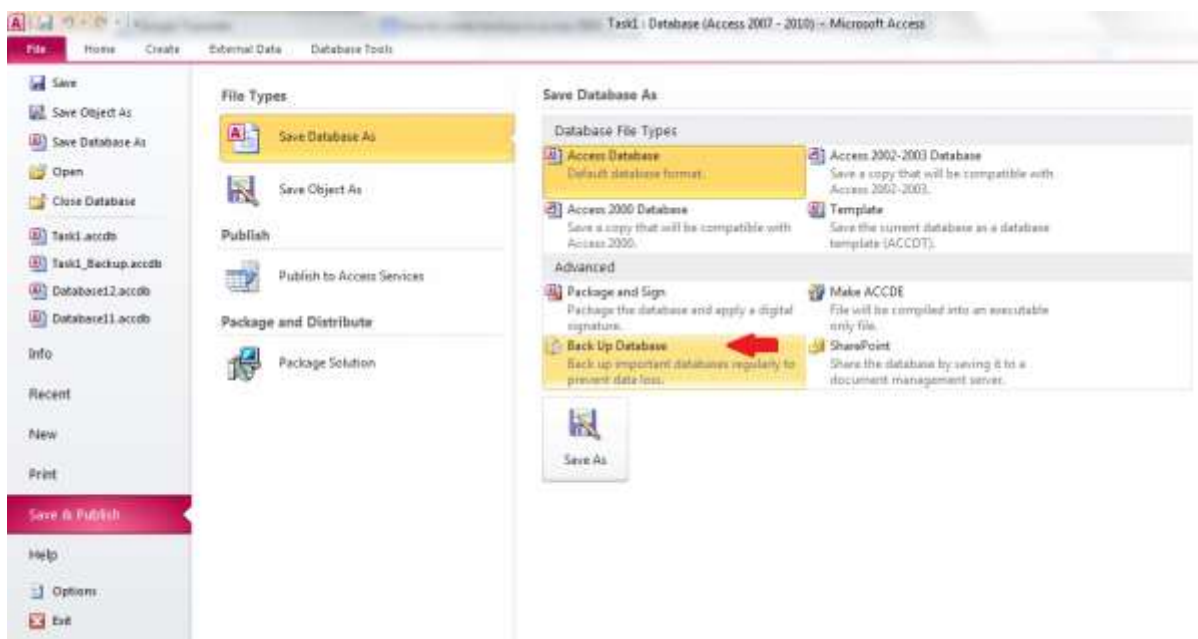 Task1 : Database (Access 2007 - 2010) - Microsoft Access
File Home Create External Data Database Tools
Save
Save Object As
Save Database As
Open
Close Database
Task1.accdb
Task1_Backup.accdb
Database12.accdb
Database11.accdb
Info
Recent
New
Print
Save & Publish
Help
Options
Exit
File Types
Save Database As
Save Object As
Publish
Publish to Access Services
Package and Distribute
Package Solution
Save Database As
Database File Types
Access Database
Default database format.
Access 2002-2003 Database
Save a copy that will be compatible with
Access 2002-2003.
Access 2000 Database
Save a copy that will be compatible with
Access 2000.
Template
Save the current database as a database
template (ACCDT).
Advanced
Package and Sign
Package the database and apply a digital
signature.
Make ACCDE
File will be compiled into an executable
only file.
Back Up Database
Back up important databases regularly to
prevent data loss.
SharePoint
Share the database by saving it to a
document management server.
Save As